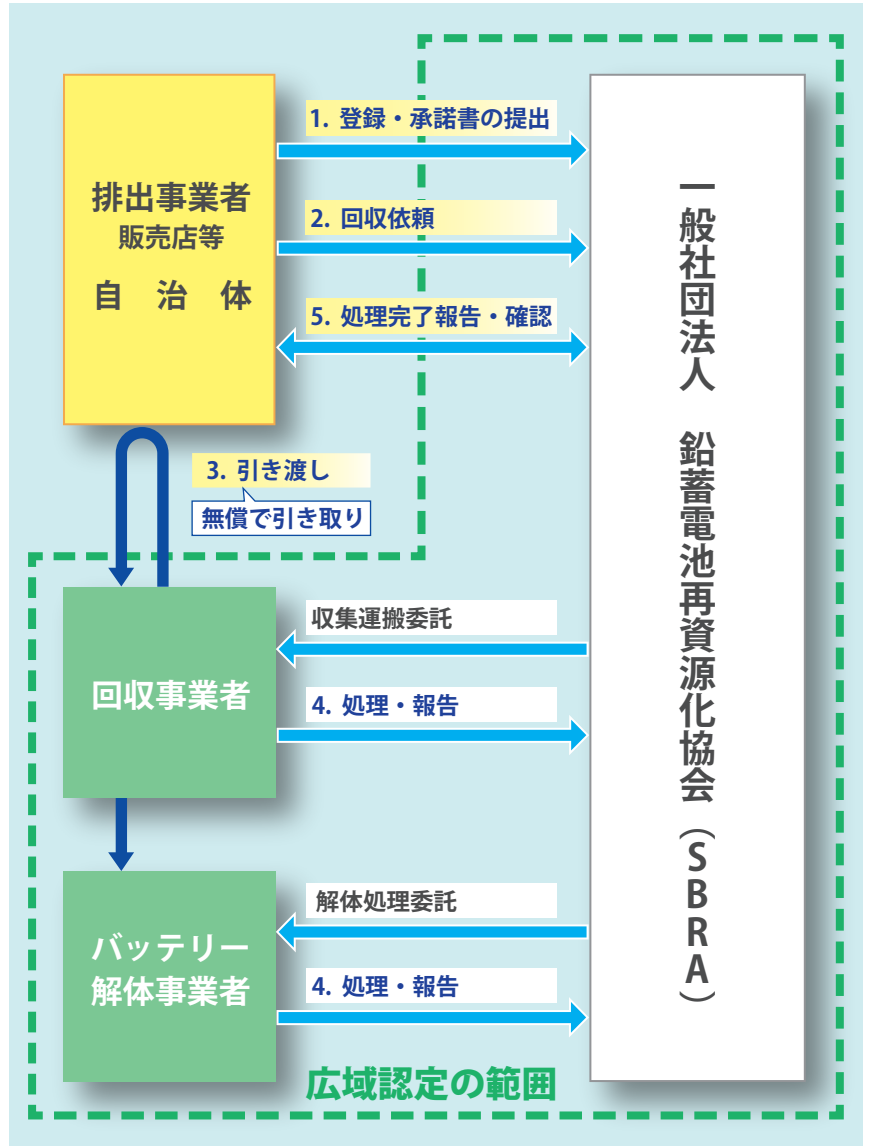 排出事業者
販売店等
自　治　体
1. 登録・承諾書の提出
2. 回収依頼
5. 処理完了報告・確認
3. 引き渡し
無償で引き取り
回収事業者
収集運搬委託
4. 処理・報告
バッテリー
解体事業者
解体処理委託
4. 処理・報告
一般社団法人　鉛蓄電池再資源化協会（SBRA）
広域認定の範囲